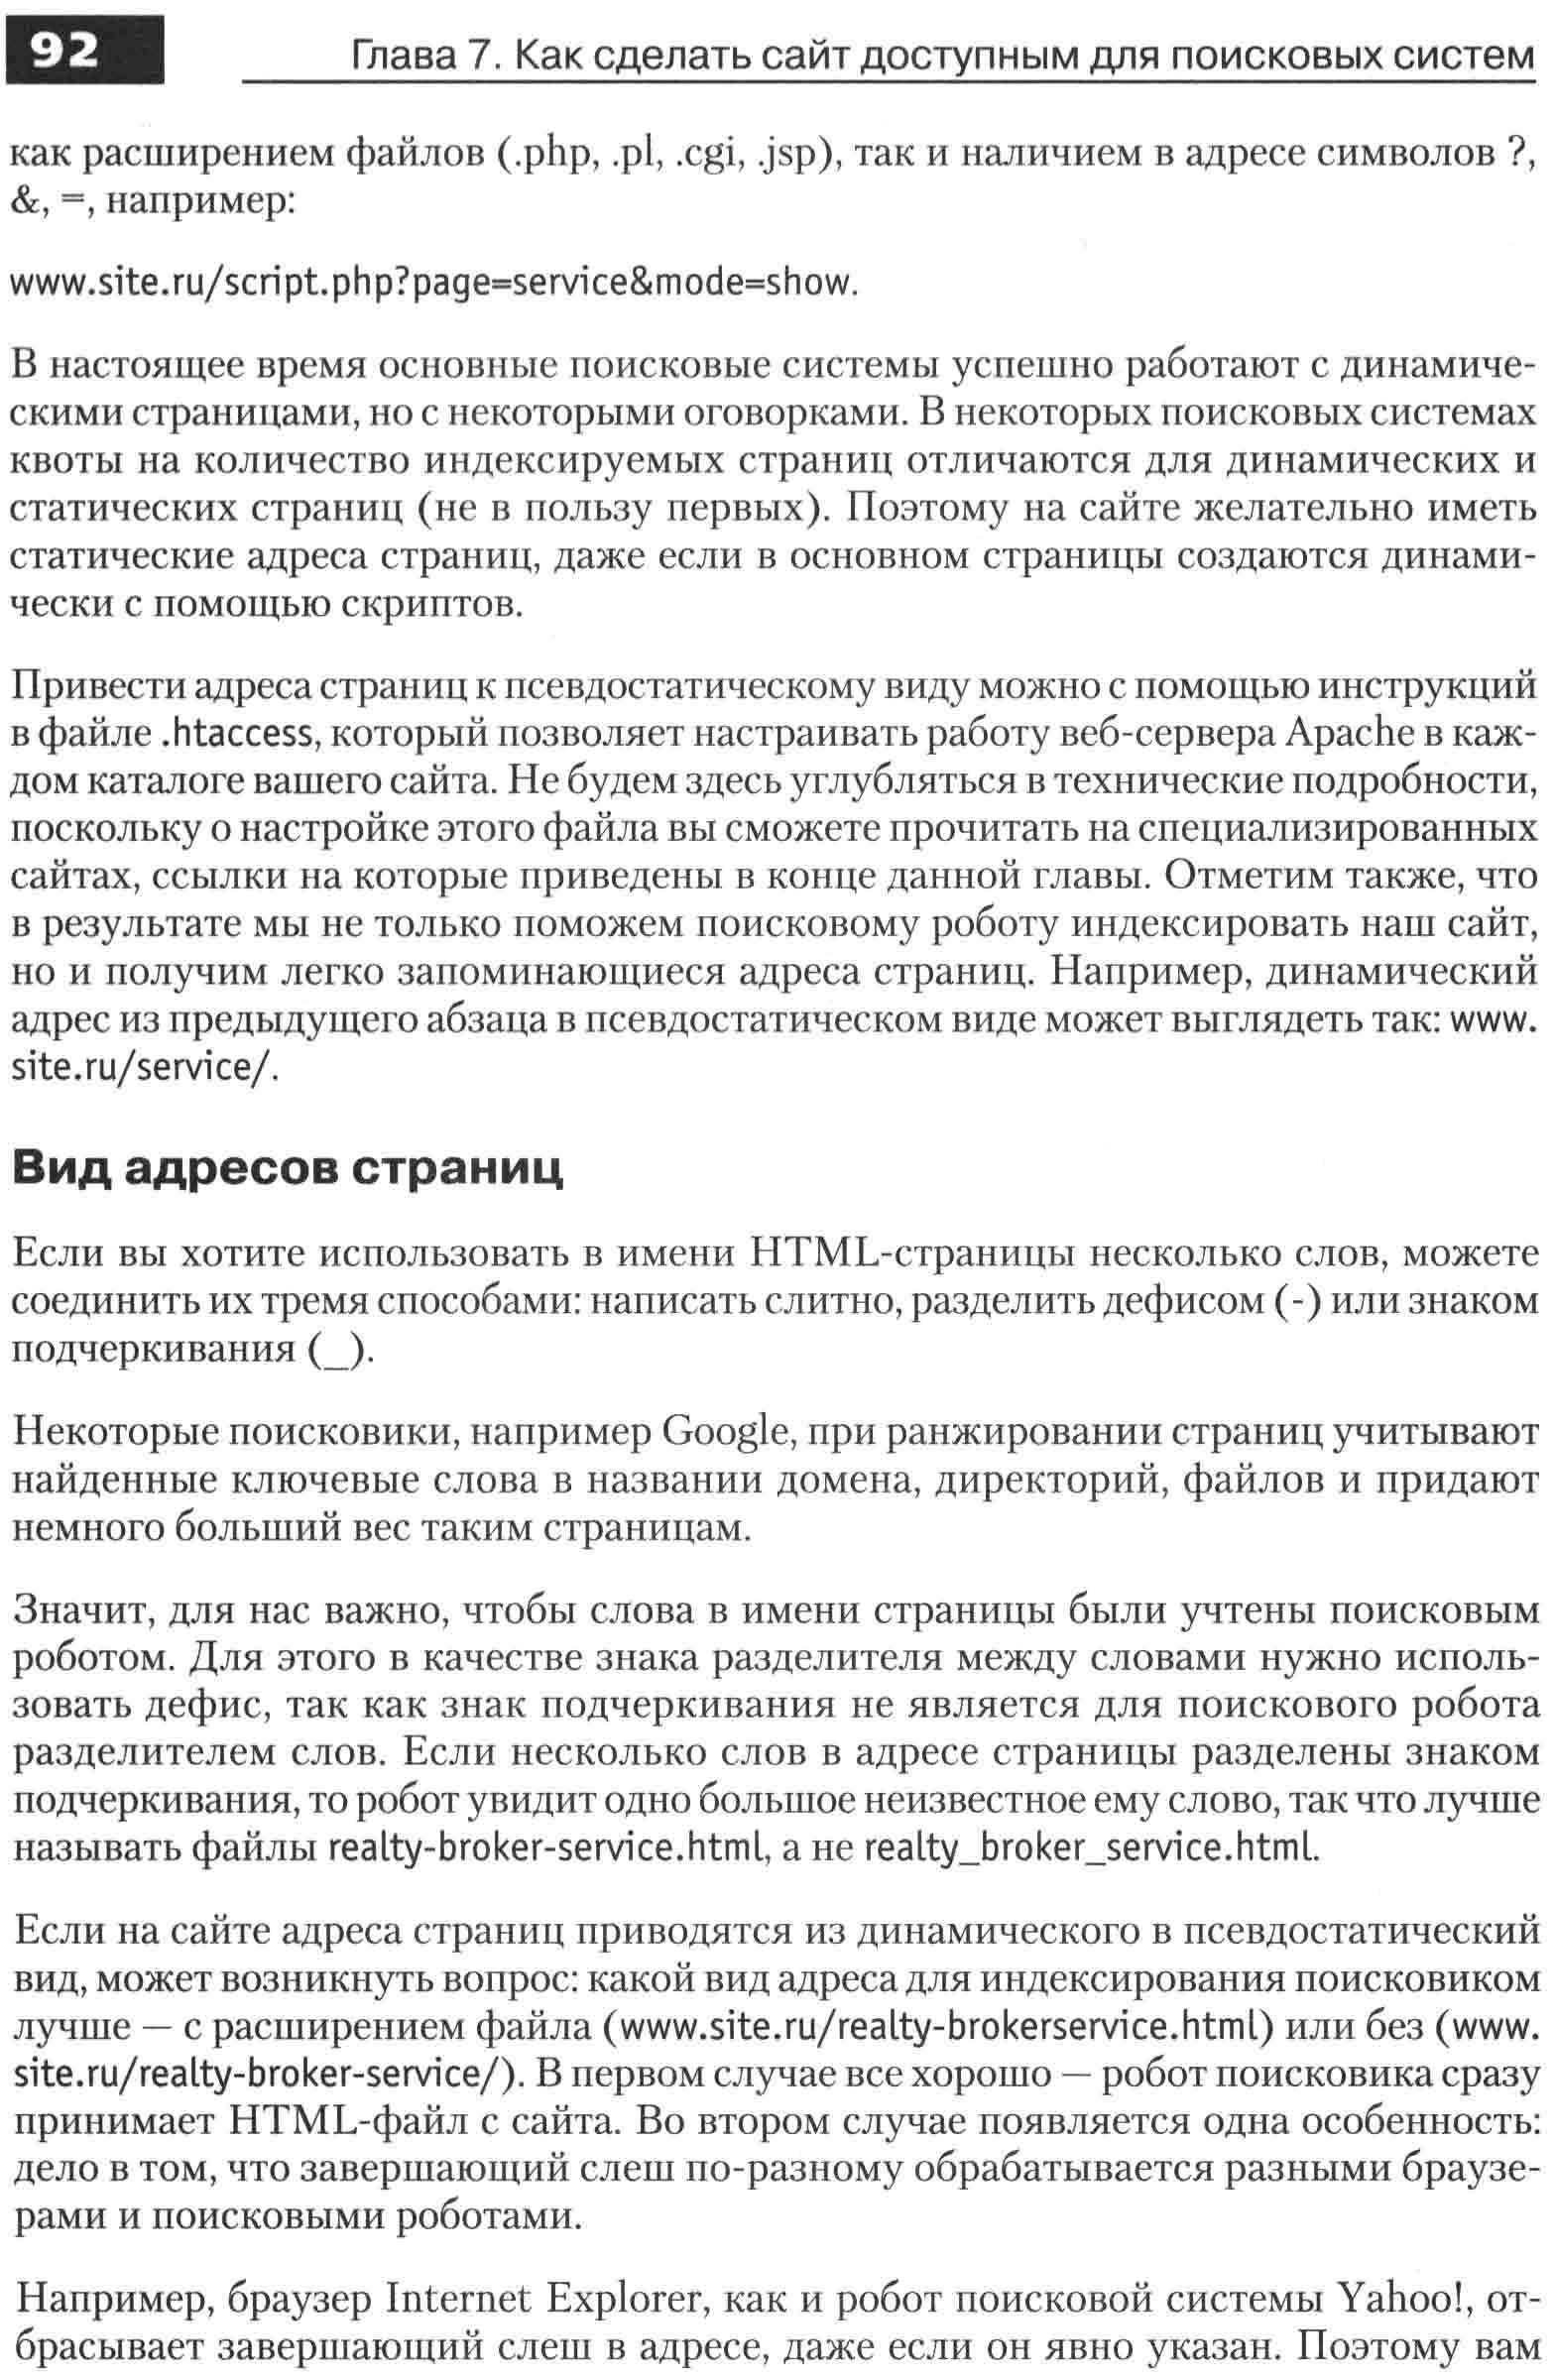 92
Глава 7. Как сделать сайт доступным для поисковых систем
как расширением файлов (.php, .pl, .cgi, .jsp), так и наличием в адресе символов ?,
&, =, например:
www.site.ru/script.php?page=service&mode=show.
В настоящее время основные поисковые системы успешно работают с динамиче-
скими страницами, но с некоторыми оговорками. В некоторых поисковых системах
квоты на количество индексируемых страниц отличаются для динамических и
статических страниц (не в пользу первых). Поэтому на сайте желательно иметь
статические адреса страниц, даже если в основном страницы создаются динами-
чески с помощью скриптов.
Привести адреса страниц к псевдостатическому виду можно с помощью инструкций
в файле .htaccess, который позволяет настраивать работу веб-сервера Apache в каж-
дом каталоге вашего сайта. Не будем здесь углубляться в технические подробности,
поскольку о настройке этого файла вы сможете прочитать на специализированных
сайтах, ссылки на которые приведены в конце данной главы. Отметим также, что
в результате мы не только поможем поисковому роботу индексировать наш сайт,
но и получим легко запоминающиеся адреса страниц. Например, динамический
адрес из предыдущего абзаца в псевдостатическом виде может выглядеть так: www.
site.ru/service/.
Вид адресов страниц
Если вы хотите использовать в имени HTML-страницы несколько слов, можете
соединить их тремя способами: написать слитно, разделить дефисом (-) или знаком
подчеркивания (_).
Некоторые поисковики, например Google, при ранжировании страниц учитывают
найденные ключевые слова в названии домена, директорий, файлов и придают
немного больший вес таким страницам.
Значит, для нас важно, чтобы слова в имени страницы были учтены поисковым
роботом. Для этого в качестве знака разделителя между словами нужно исполь-
зовать дефис, так как знак подчеркивания не является для поискового робота
разделителем слов. Если несколько слов в адресе страницы разделены знаком
подчеркивания, то робот увидит одно большое неизвестное ему слово, так что лучше
называть файлы realty-broker-service.html, а не realty_broker_service.html.
Если на сайте адреса страниц приводятся из динамического в псевдостатический
вид, может возникнуть вопрос: какой вид адреса для индексирования поисковиком
лучше — с расширением файла (www.site.ru/realty-brokerservice.html) или без (www.
site.ru/realty-broker-service/). В первом случае все хорошо — робот поисковика сразу
принимает HTML-файл с сайта. Во втором случае появляется одна особенность:
дело в том, что завершающий слеш по-разному обрабатывается разными браузе-
рами и поисковыми роботами.
Например, браузер Internet Explorer, как и робот поисковой системы Yahoo!, от-
брасывает завершающий слеш в адресе, даже если он явно указан. Поэтому вам